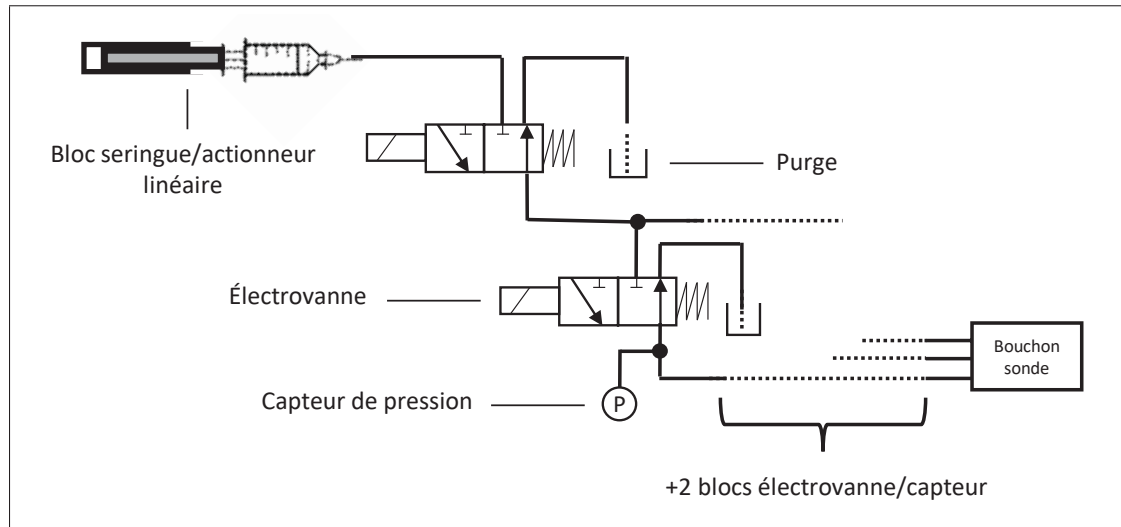 Bloc seringue/actionneur
linéaire
Purge
Électrovanne
Bouchon
sonde
Capteur de pression
P
+2 blocs électrovanne/capteur